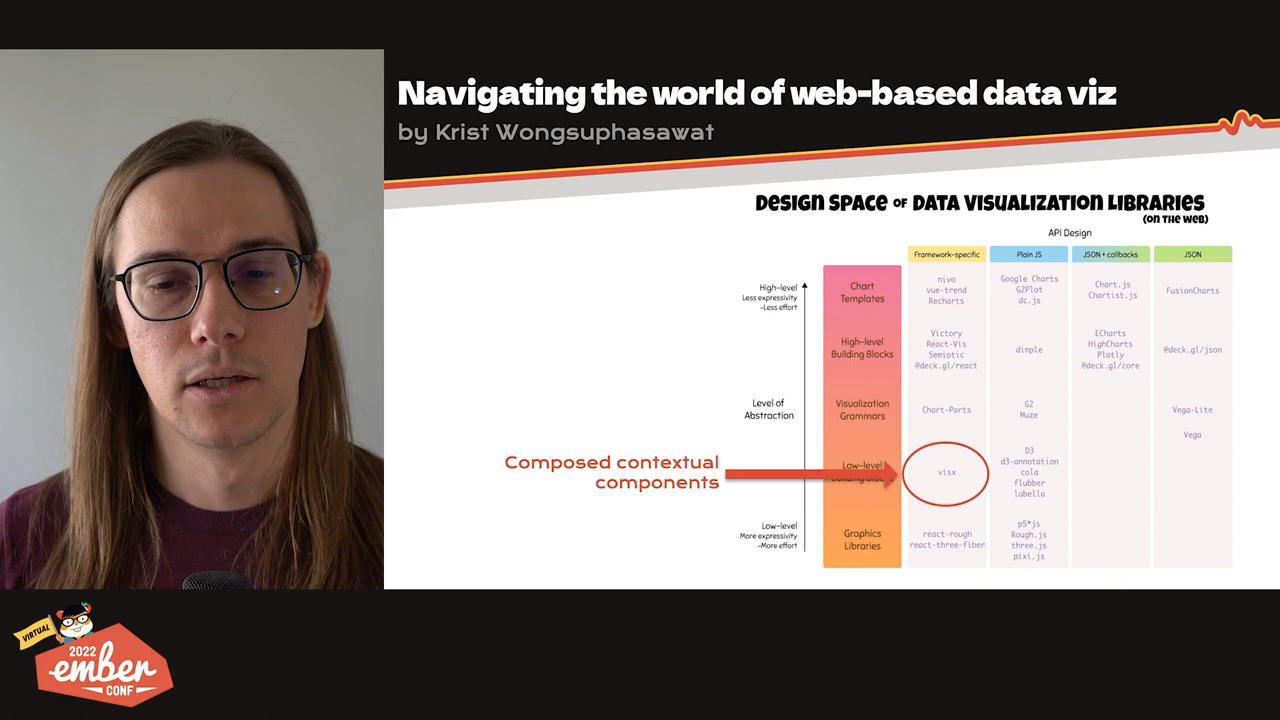 Navigating the world of web-based data viz
by Krist Wongsuphasawat
DESIGN SPACE OF DATA VISUALIZATION LIBRARIES
(ON THE WEB)
API Design
Framework-specific
Plain JS
JSON + callbacks
JSON
High-level
Less expressivity
~Less effort
Level of
Abstraction
Low-level
More expressivity
~More effort
Chart
Templates
nivo
vue-trend
Recharts
Google Charts
G2Plot
dc.js
Chart.js
Chartist.js
FusionCharts
High-level
Building Blocks
Victory
React-Vis
Semiotic
@deck.gl/react
dimple
ECharts
HighCharts
Plotly
@deck.gl/core
@deck.gl/json
Visualization
Grammars
Chart-Parts
G2
Muze
Vega-Lite
Vega
Composed contextual
components
Low-level
visx
D3
d3-annotation
cola
flubber
labella
Graphics
Libraries
react-rough
react-three-fiber
p5*js
Rough.js
three.js
pixi.js
VIRTUAL
2022
ember
CONF